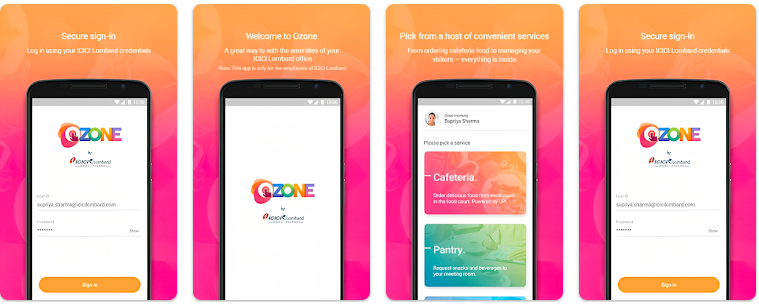 Secure sign-in
Log in using your ICICI Lombard credentials
OZONE
by
ICICI Lombard
User ID
supriya.sharma@icicilombard.com
Password
•••••••
Show
Sign in
Welcome to Ozone
A great way to with the amenities of your
ICICI Lombard office
Note: This app is only for the employees of ICICI Lombard
OZONE
by
ICICI Lombard
Pick from a host of convenient services
From ordering cafeteria food to managing your
visitors — everything is inside.
Good morning
Supriya Sharma
Please pick a service
Cafeteria.
Order delicious food from
in the food court. Powered by UPI.
Pantry.
Request snacks and beverages to
your meeting room.
Secure sign-in
Log in using your ICICI Lombard credentials
OZONE
by
ICICI Lombard
User ID
supriya.sharma@icicilombard.com
Password
•••••••
Show
Sign in